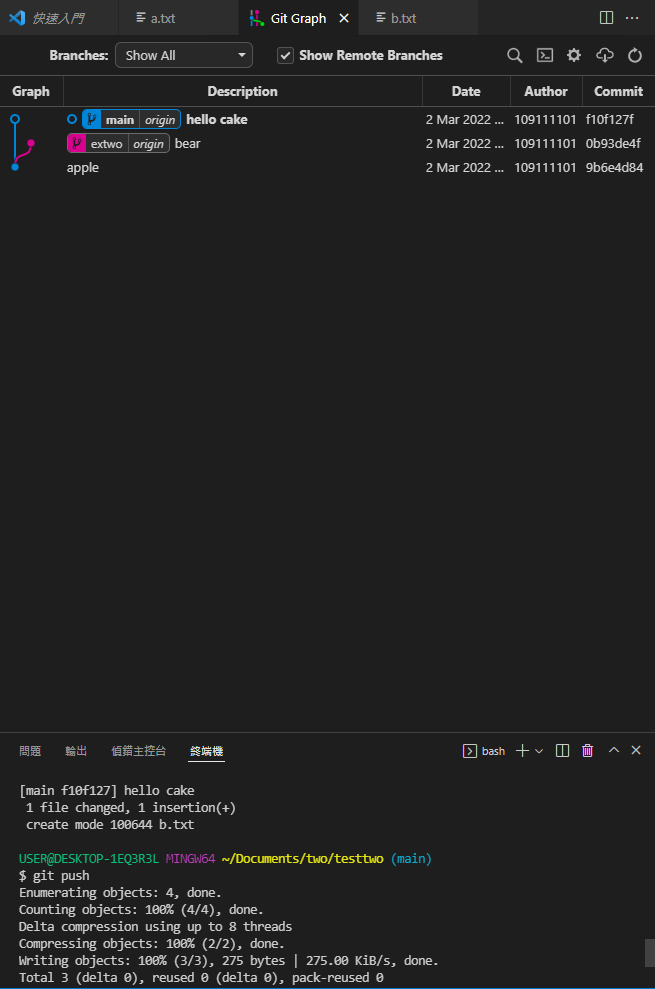 快速入門 a.txt Git Graph b.txt
Branches: Show All Show Remote Branches
Graph Description Date Author Commit
main origin hello cake 2 Mar 2022 ... 109111101 f10f127f
extwo origin bear 2 Mar 2022 ... 109111101 0b93de4f
apple 2 Mar 2022 ... 109111101 9b6e4d84
問題 輸出 偵錯主控台 終端機 bash
[main f10f127] hello cake
1 file changed, 1 insertion(+)
create mode 100644 b.txt
USER@DESKTOP-1EQ3R3L MINGW64 ~/Documents/two/testtwo (main)
$ git push
Enumerating objects: 4, done.
Counting objects: 100% (4/4), done.
Delta compression using up to 8 threads
Compressing objects: 100% (2/2), done.
Writing objects: 100% (3/3), 275 bytes | 275.00 KiB/s, done.
Total 3 (delta 0), reused 0 (delta 0), pack-reused 0